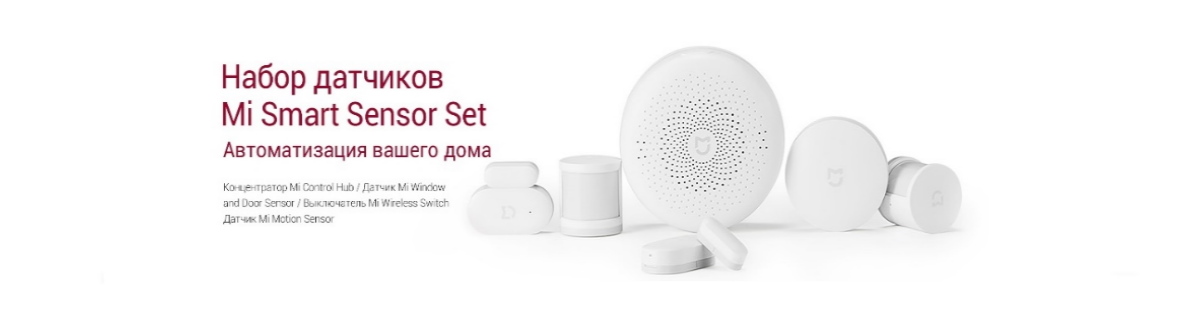 Набор датчиков
Mi Smart Sensor Set
Автоматизация вашего дома
Концентратор Mi Control Hub / Датчик Mi Window
and Door Sensor / Выключатель Mi Wireless Switch
Датчик Mi Motion Sensor